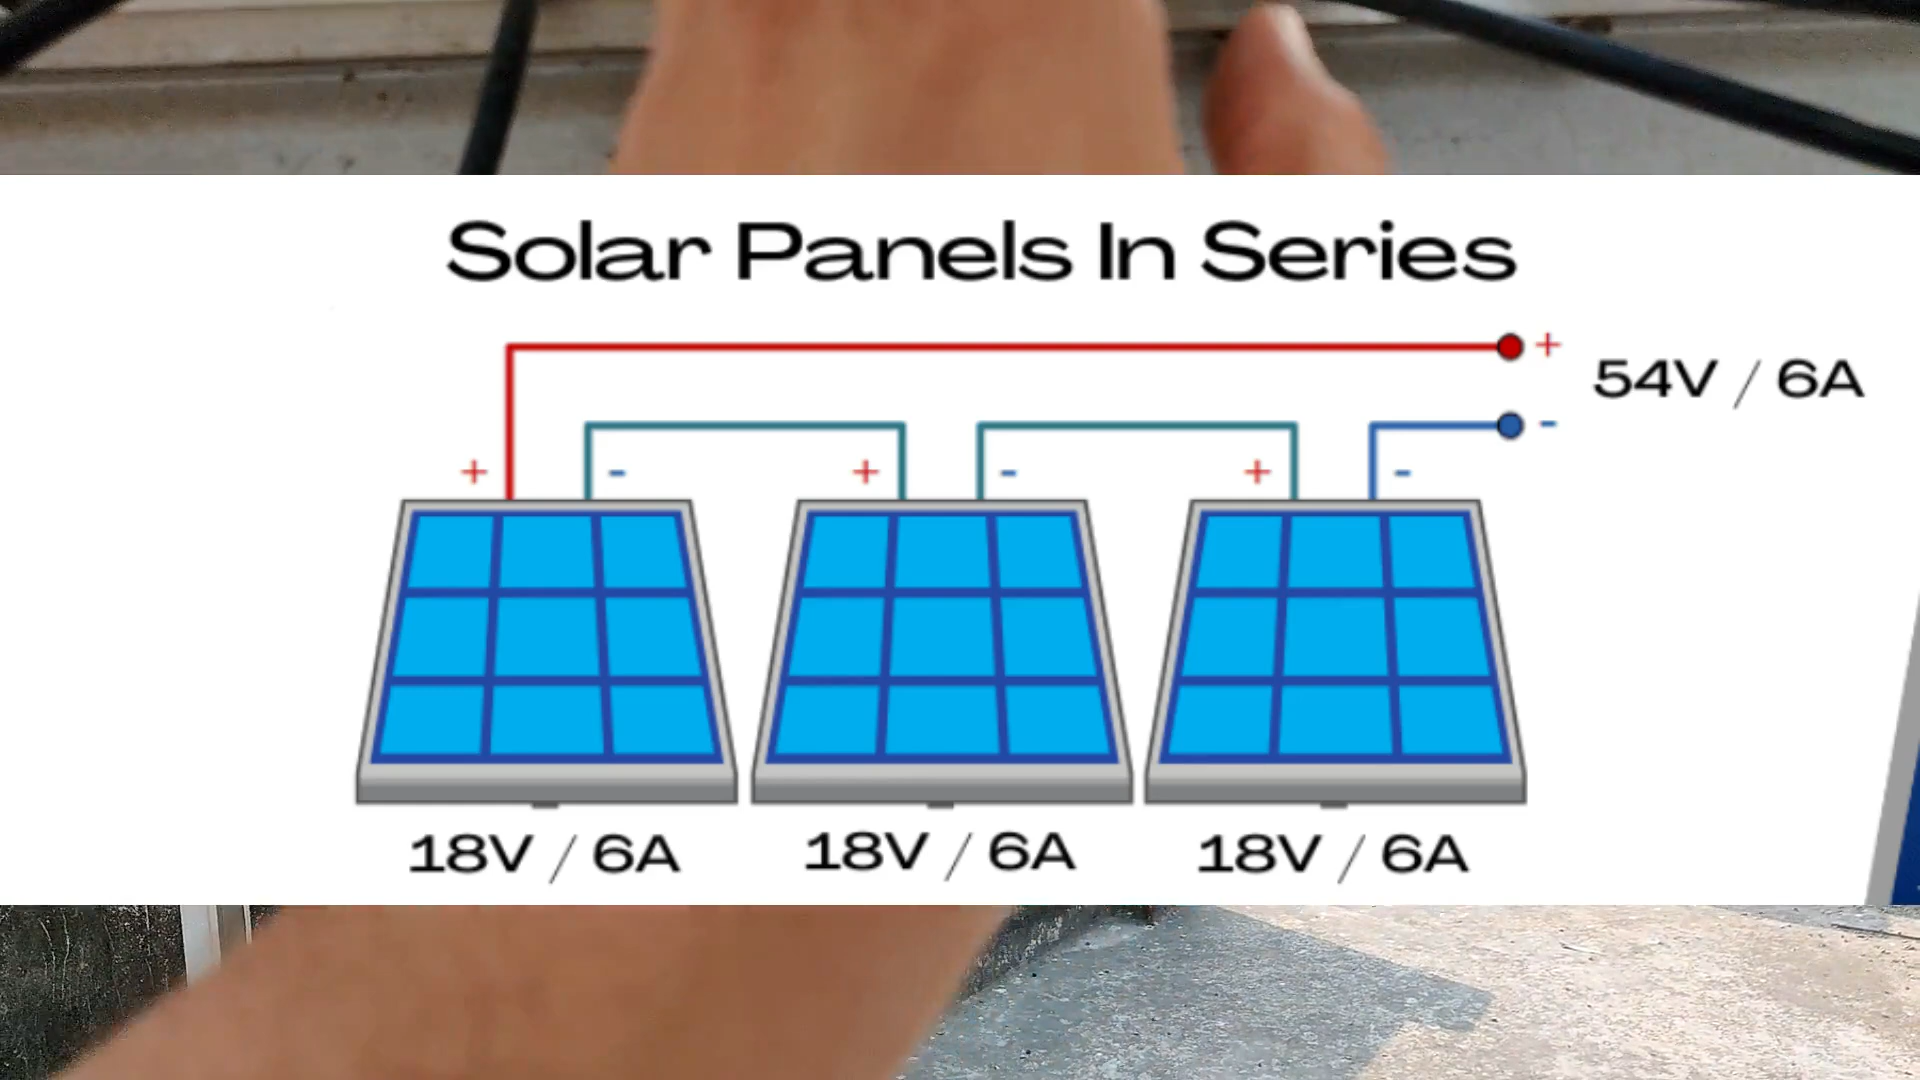 Solar Panels In Series
+
54V / 6A
-
+ - + - + -
18V / 6A 18V / 6A 18V / 6A